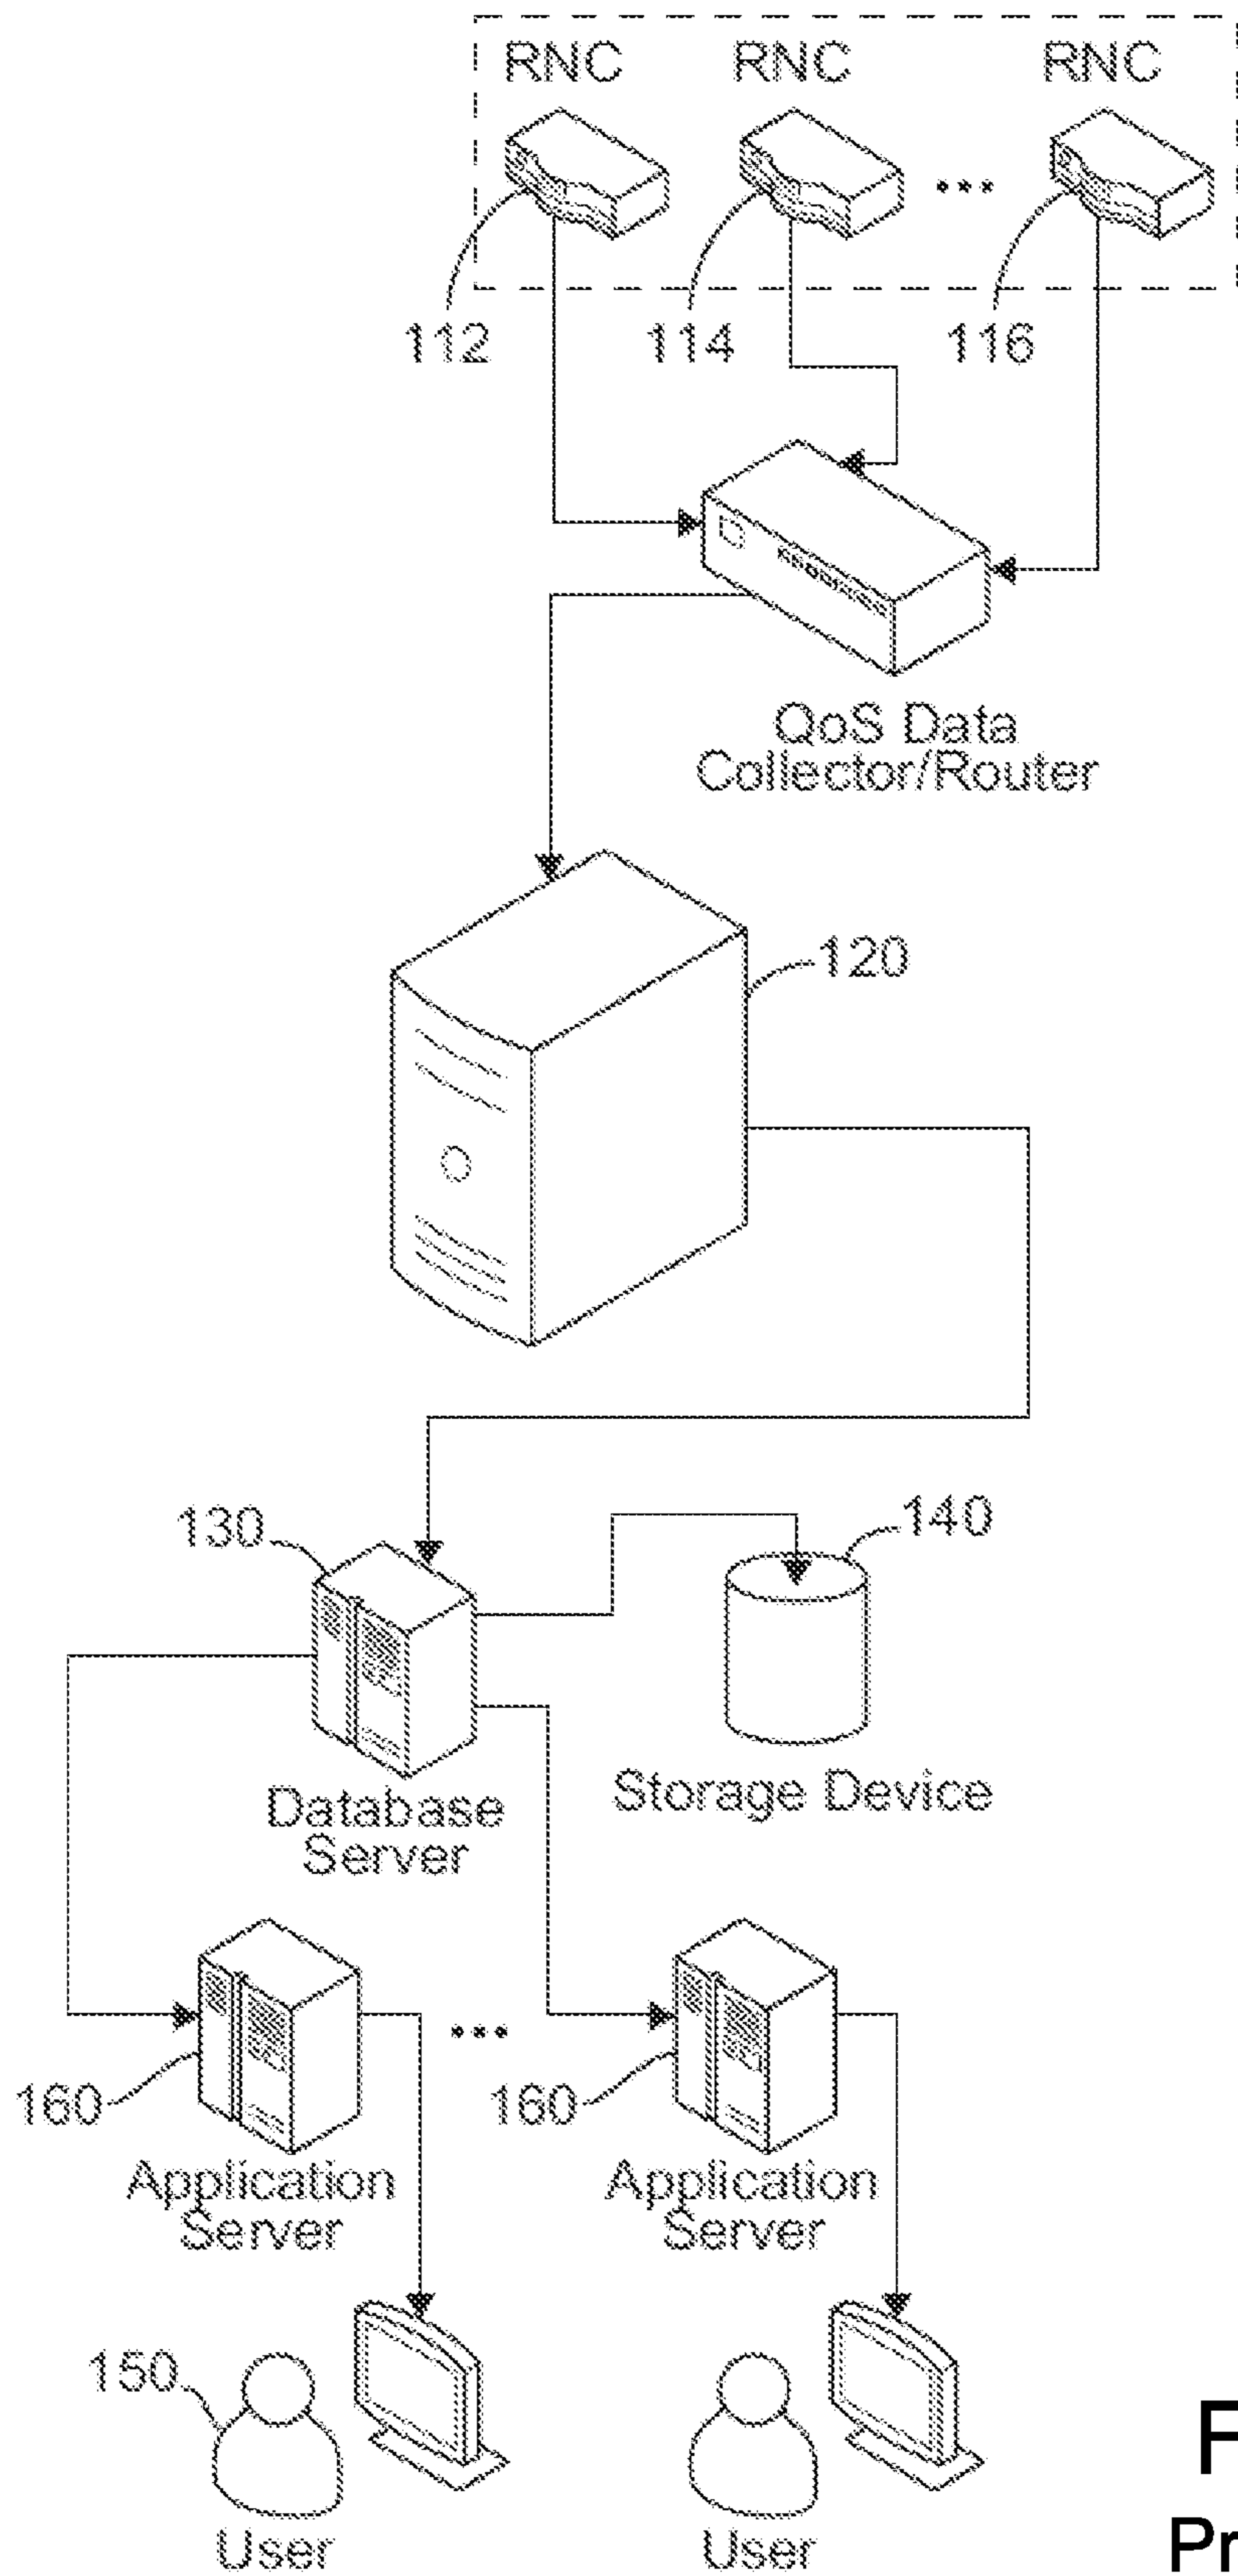 RNC RNC RNC
112 114 116
QoS Data
Collector/Router
120
130 140
Database
Server
Storage Device
160 160
Application
Server
Application
Server
150
User User
F
Pr